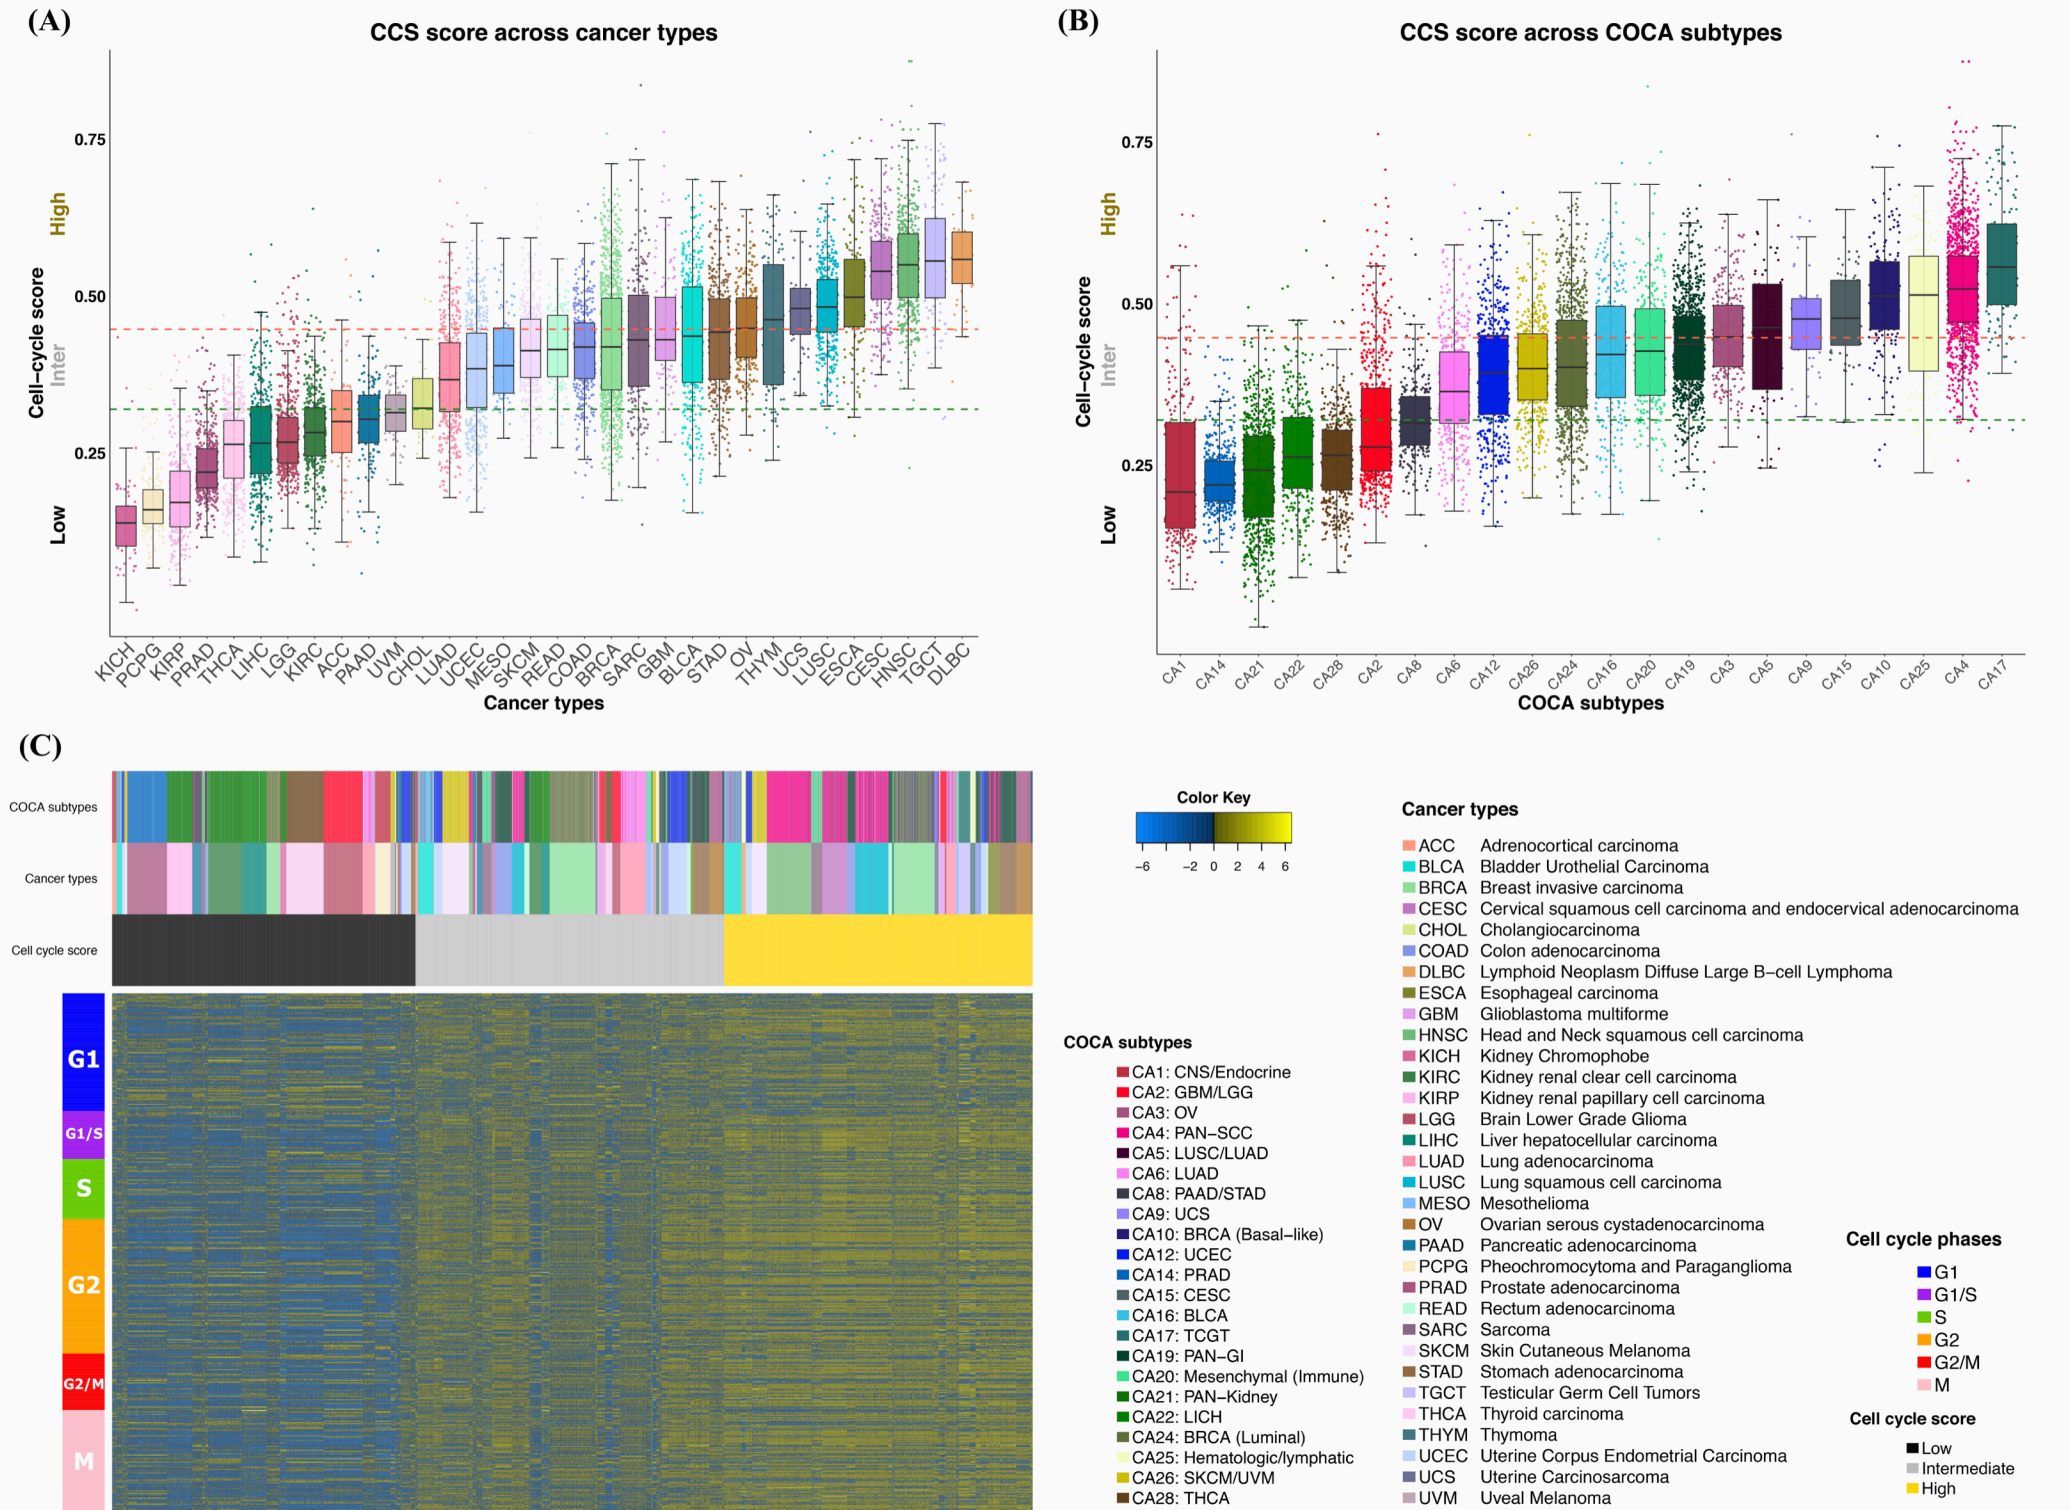 (A)
CCS score across cancer types
Cell−cycle score
Low
Inter
High
0.75
0.50
0.25
KICH
PCPG
KIRP
PRAD
THCA
LIHC
LGG
KIRC
ACC
PAAD
UVM
CHOL
LUAD
UCEC
MESO
SKCM
READ
COAD
BRCA
SARC
GBM
BLCA
STAD
OV
THYM
UCS
LUSC
ESCA
CESC
HNSC
TGCT
DLBC
Cancer types
(B)
CCS score across COCA subtypes
Cell−cycle score
Low
Inter
High
0.75
0.50
0.25
CA1
CA14
CA21
CA22
CA28
CA2
CA8
CA6
CA12
CA26
CA24
CA16
CA20
CA19
CA3
CA5
CA9
CA15
CA10
CA25
CA4
CA17
COCA subtypes
(C)
COCA subtypes
Cancer types
Cell cycle score
G1
G1/S
S
G2
G2/M
M
Color Key
−6 −2 0 2 4 6
COCA subtypes
CA1: CNS/Endocrine
CA2: GBM/LGG
CA3: OV
CA4: PAN−SCC
CA5: LUSC/LUAD
CA6: LUAD
CA8: PAAD/STAD
CA9: UCS
CA10: BRCA (Basal−like)
CA12: UCEC
CA14: PRAD
CA15: CESC
CA16: BLCA
CA17: TCGT
CA19: PAN−GI
CA20: Mesenchymal (Immune)
CA21: PAN−Kidney
CA22: LICH
CA24: BRCA (Luminal)
CA25: Hematologic/lymphatic
CA26: SKCM/UVM
CA28: THCA
Cancer types
ACC Adrenocortical carcinoma
BLCA Bladder Urothelial Carcinoma
BRCA Breast invasive carcinoma
CESC Cervical squamous cell carcinoma and endocervical adenocarcinoma
CHOL Cholangiocarcinoma
COAD Colon adenocarcinoma
DLBC Lymphoid Neoplasm Diffuse Large B−cell Lymphoma
ESCA Esophageal carcinoma
GBM Glioblastoma multiforme
HNSC Head and Neck squamous cell carcinoma
KICH Kidney Chromophobe
KIRC Kidney renal clear cell carcinoma
KIRP Kidney renal papillary cell carcinoma
LGG Brain Lower Grade Glioma
LIHC Liver hepatocellular carcinoma
LUAD Lung adenocarcinoma
LUSC Lung squamous cell carcinoma
MESO Mesothelioma
OV Ovarian serous cystadenocarcinoma
PAAD Pancreatic adenocarcinoma
PCPG Pheochromocytoma and Paraganglioma
PRAD Prostate adenocarcinoma
READ Rectum adenocarcinoma
SARC Sarcoma
SKCM Skin Cutaneous Melanoma
STAD Stomach adenocarcinoma
TGCT Testicular Germ Cell Tumors
THCA Thyroid carcinoma
THYM Thymoma
UCEC Uterine Corpus Endometrial Carcinoma
UCS Uterine Carcinosarcoma
UVM Uveal Melanoma
Cell cycle phases
G1
G1/S
S
G2
G2/M
M
Cell cycle score
Low
Intermediate
High